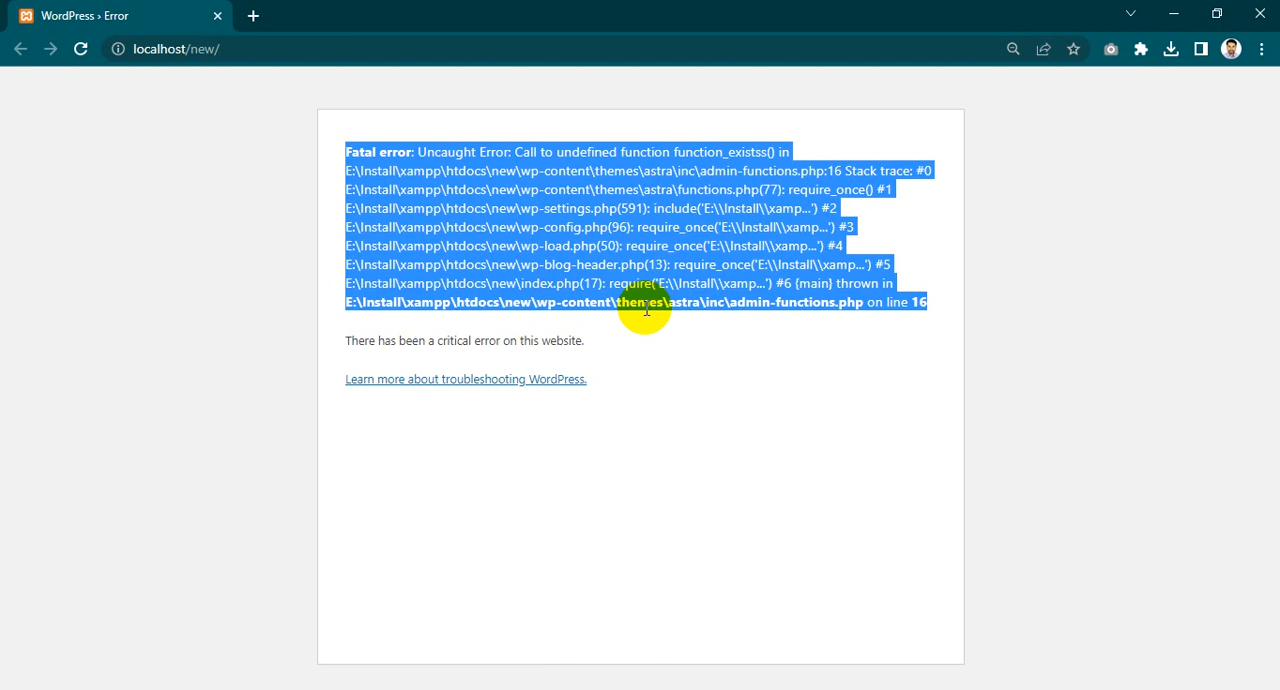 WordPress › Error
localhost/new/
Fatal error: Uncaught Error: Call to undefined function function_existss() in
E:\Install\xampp\htdocs\new\wp-content\themes\astra\inc\admin-functions.php:16 Stack trace: #0
E:\Install\xampp\htdocs\new\wp-content\themes\astra\functions.php(77): require_once() #1
E:\Install\xampp\htdocs\new\wp-settings.php(591): include('E:\\Install\\xamp...') #2
E:\Install\xampp\htdocs\new\wp-config.php(96): require_once('E:\\Install\\xamp...') #3
E:\Install\xampp\htdocs\new\wp-load.php(50): require_once('E:\\Install\\xamp...') #4
E:\Install\xampp\htdocs\new\wp-blog-header.php(13): require_once('E:\\Install\\xamp...') #5
E:\Install\xampp\htdocs\new\index.php(17): require('E:\\Install\\xamp...') #6 {main} thrown in
E:\Install\xampp\htdocs\new\wp-content\themes\astra\inc\admin-functions.php on line 16
There has been a critical error on this website.
Learn more about troubleshooting WordPress.